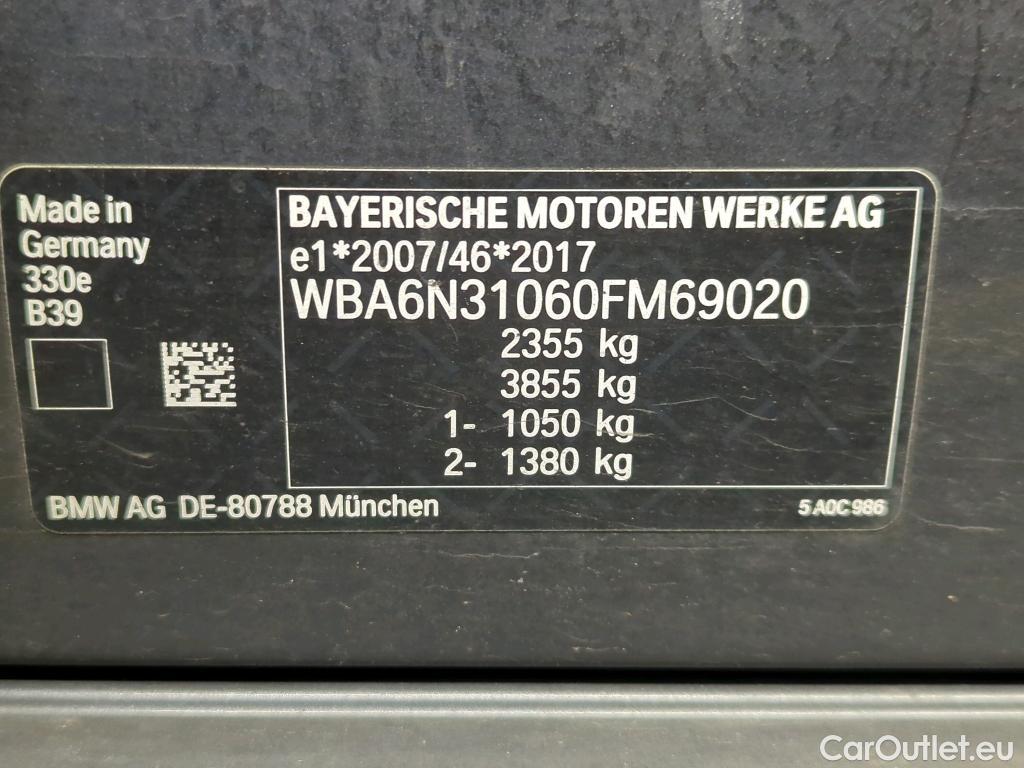 Made in
Germany
330e
B39
BAYERISCHE MOTOREN WERKE AG
e1*2007/46*2017
WBA6N31060FM69020
2355 kg
3855 kg
1- 1050 kg
2- 1380 kg
BMW AG DE-80788 München
5 A0C 986
CarOutlet.eu